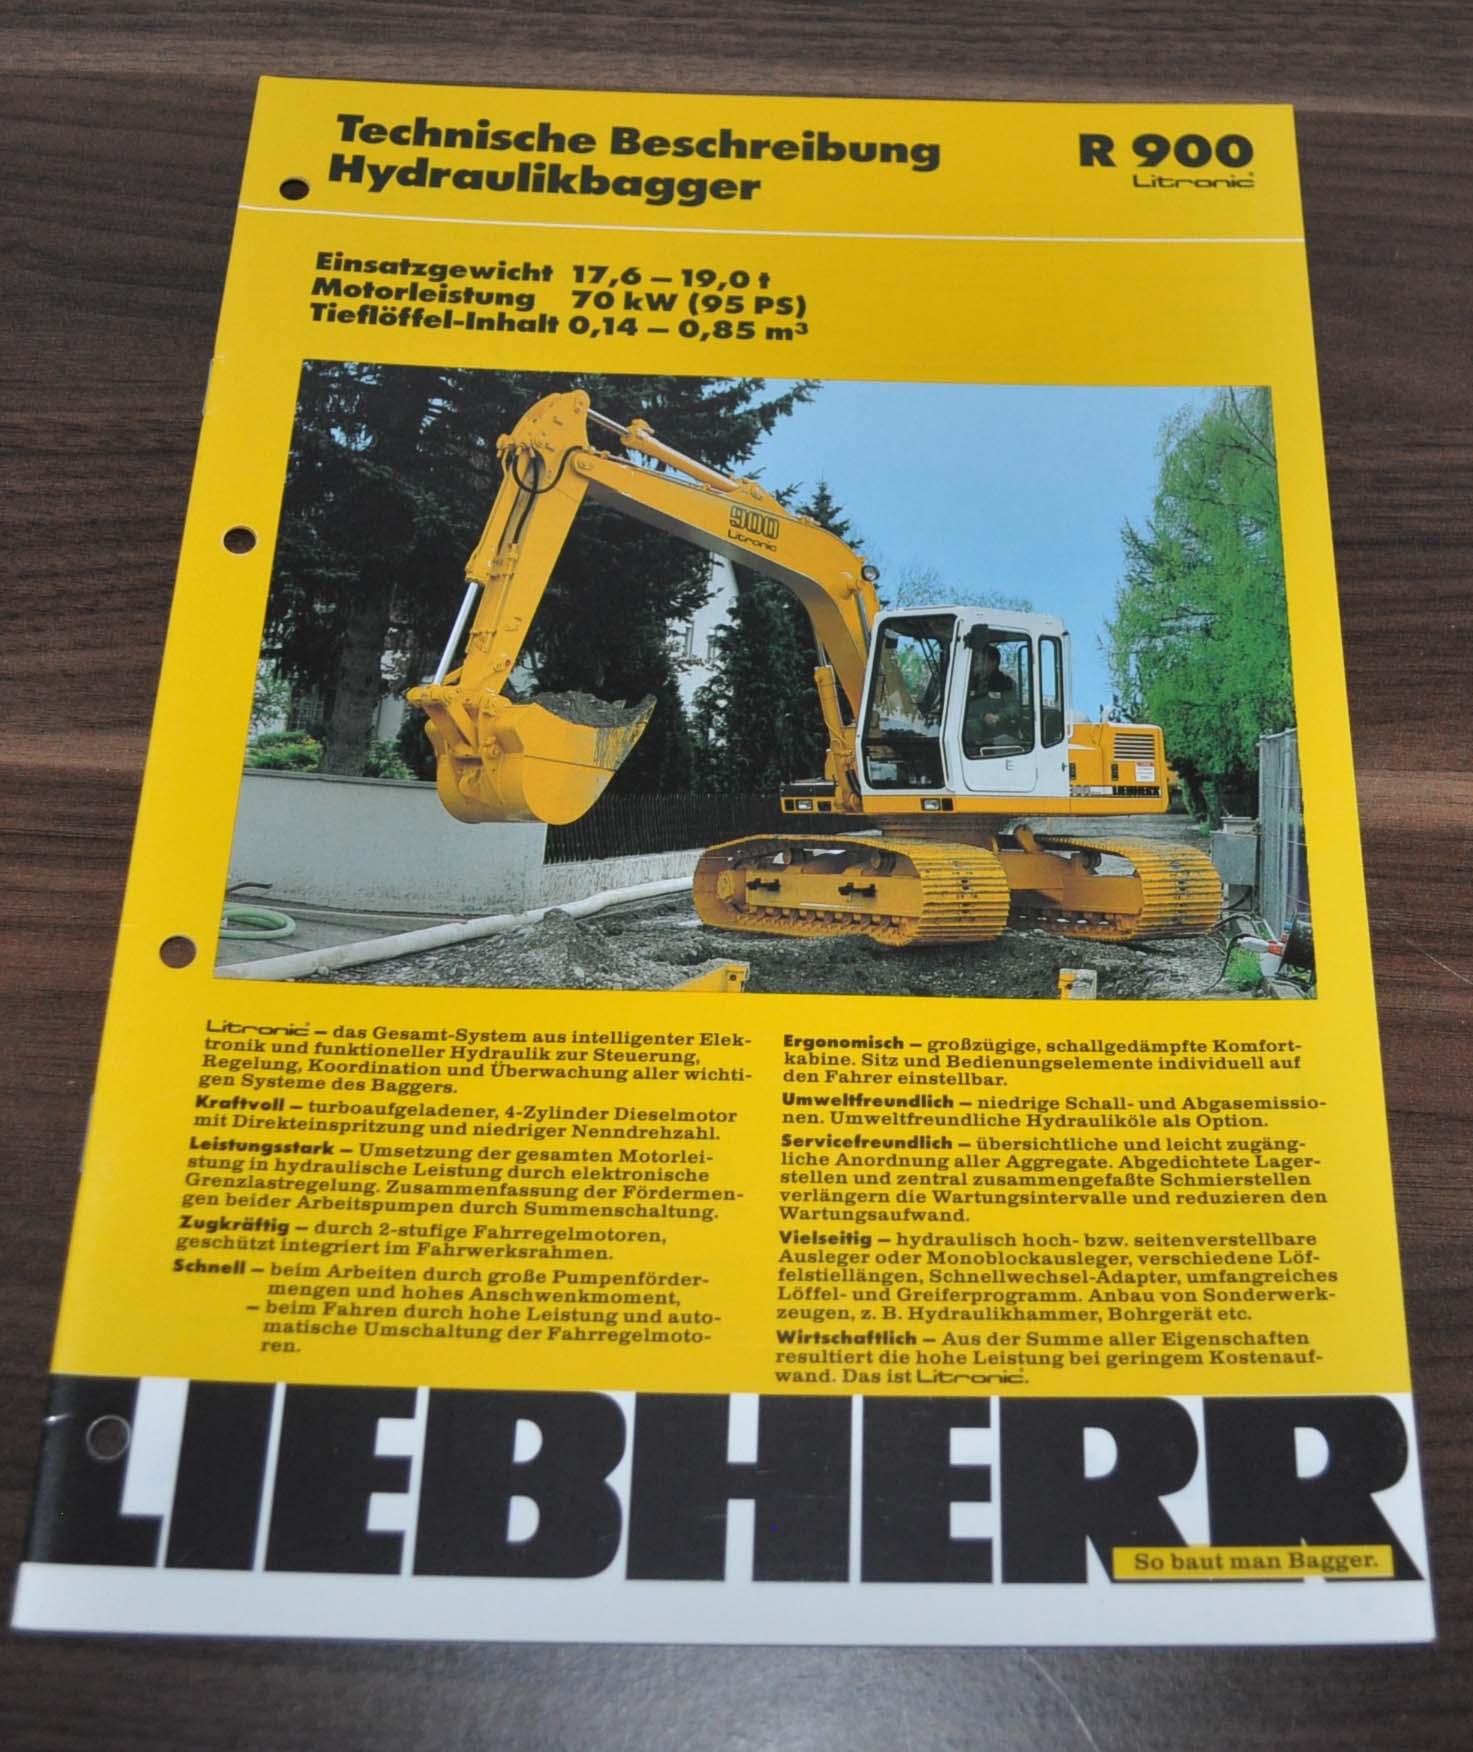 Technische Beschreibung
Hydraulikbagger
R 900
Litronic®
Einsatzgewicht 17,6 – 19,0 t
Motorleistung 70 kW (95 PS)
Tieflöffel-Inhalt 0,14 – 0,85 m³
900
Litronic
900
LIEBHERR
Litronic® – das Gesamt-System aus intelligenter Elek-
tronik und funktioneller Hydraulik zur Steuerung,
Regelung, Koordination und Überwachung aller wichti-
gen Systeme des Baggers.
Kraftvoll – turboaufgeladener, 4-Zylinder Dieselmotor
mit Direkteinspritzung und niedriger Nenndrehzahl.
Leistungsstark – Umsetzung der gesamten Motorlei-
stung in hydraulische Leistung durch elektronische
Grenzlastregelung. Zusammenfassung der Fördermen-
gen beider Arbeitspumpen durch Summenschaltung.
Zugkräftig – durch 2-stufige Fahrregelmotoren,
geschützt integriert im Fahrwerksrahmen.
Schnell – beim Arbeiten durch große Pumpenförder-
mengen und hohes Anschwenkmoment,
– beim Fahren durch hohe Leistung und auto-
matische Umschaltung der Fahrregelmoto-
ren.
Ergonomisch – großzügige, schallgedämpfte Komfort-
kabine. Sitz und Bedienungselemente individuell auf
den Fahrer einstellbar.
Umweltfreundlich – niedrige Schall- und Abgasemissio-
nen. Umweltfreundliche Hydrauliköle als Option.
Servicefreundlich – übersichtliche und leicht zugäng-
liche Anordnung aller Aggregate. Abgedichtete Lager-
stellen und zentral zusammengefaßte Schmierstellen
verlängern die Wartungsintervalle und reduzieren den
Wartungsaufwand.
Vielseitig – hydraulisch hoch- bzw. seitenverstellbare
Ausleger oder Monoblockausleger, verschiedene Löf-
felstiellängen, Schnellwechsel-Adapter, umfangreiches
Löffel- und Greiferprogramm. Anbau von Sonderwerk-
zeugen, z. B. Hydraulikhammer, Bohrgerät etc.
Wirtschaftlich – Aus der Summe aller Eigenschaften
resultiert die hohe Leistung bei geringem Kostenauf-
wand. Das ist Litronic®.
LIEBHERR
So baut man Bagger.